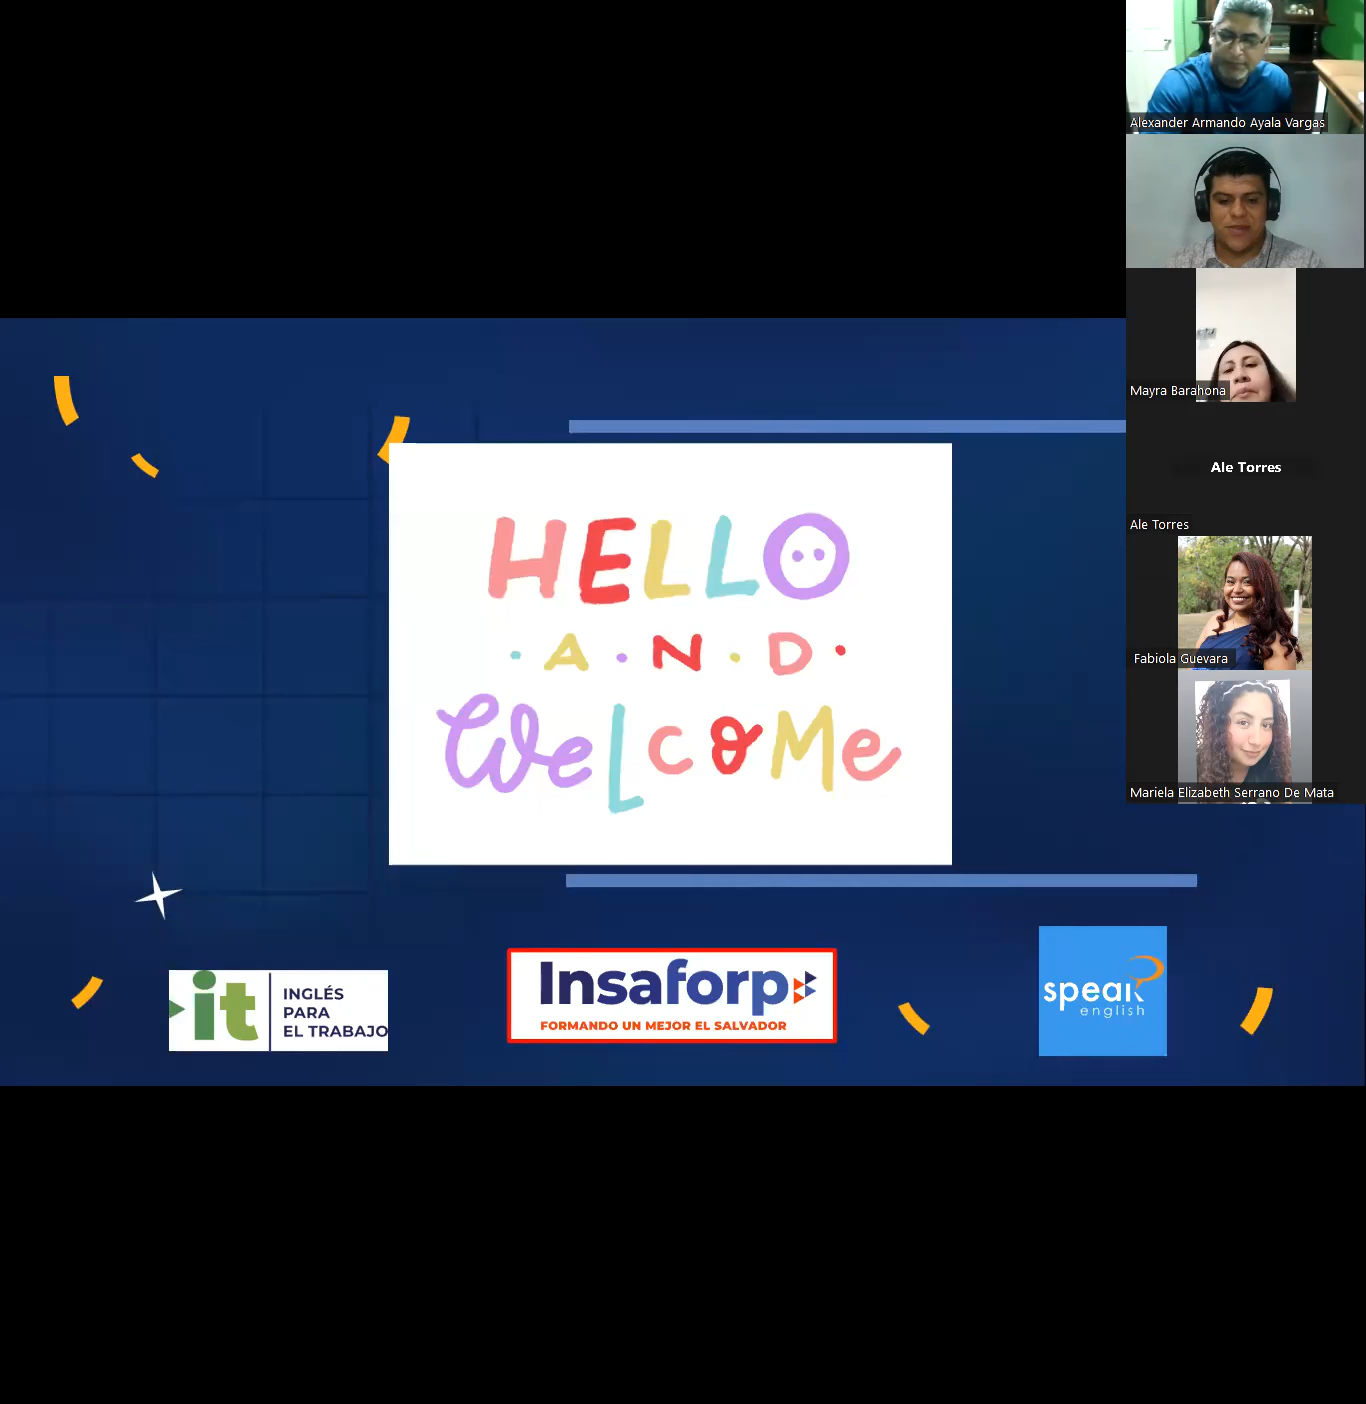 Alexander Armando Ayala Vargas
Mayra Barahona
Ale Torres
Ale Torres
Fabiola Guevara
Mariela Elizabeth Serrano De Mata
HELLO
A.N.D
WeLcoMe
it
INGLÉS
PARA
EL TRABAJO
Insaforp
FORMANDO UN MEJOR EL SALVADOR
speak
english